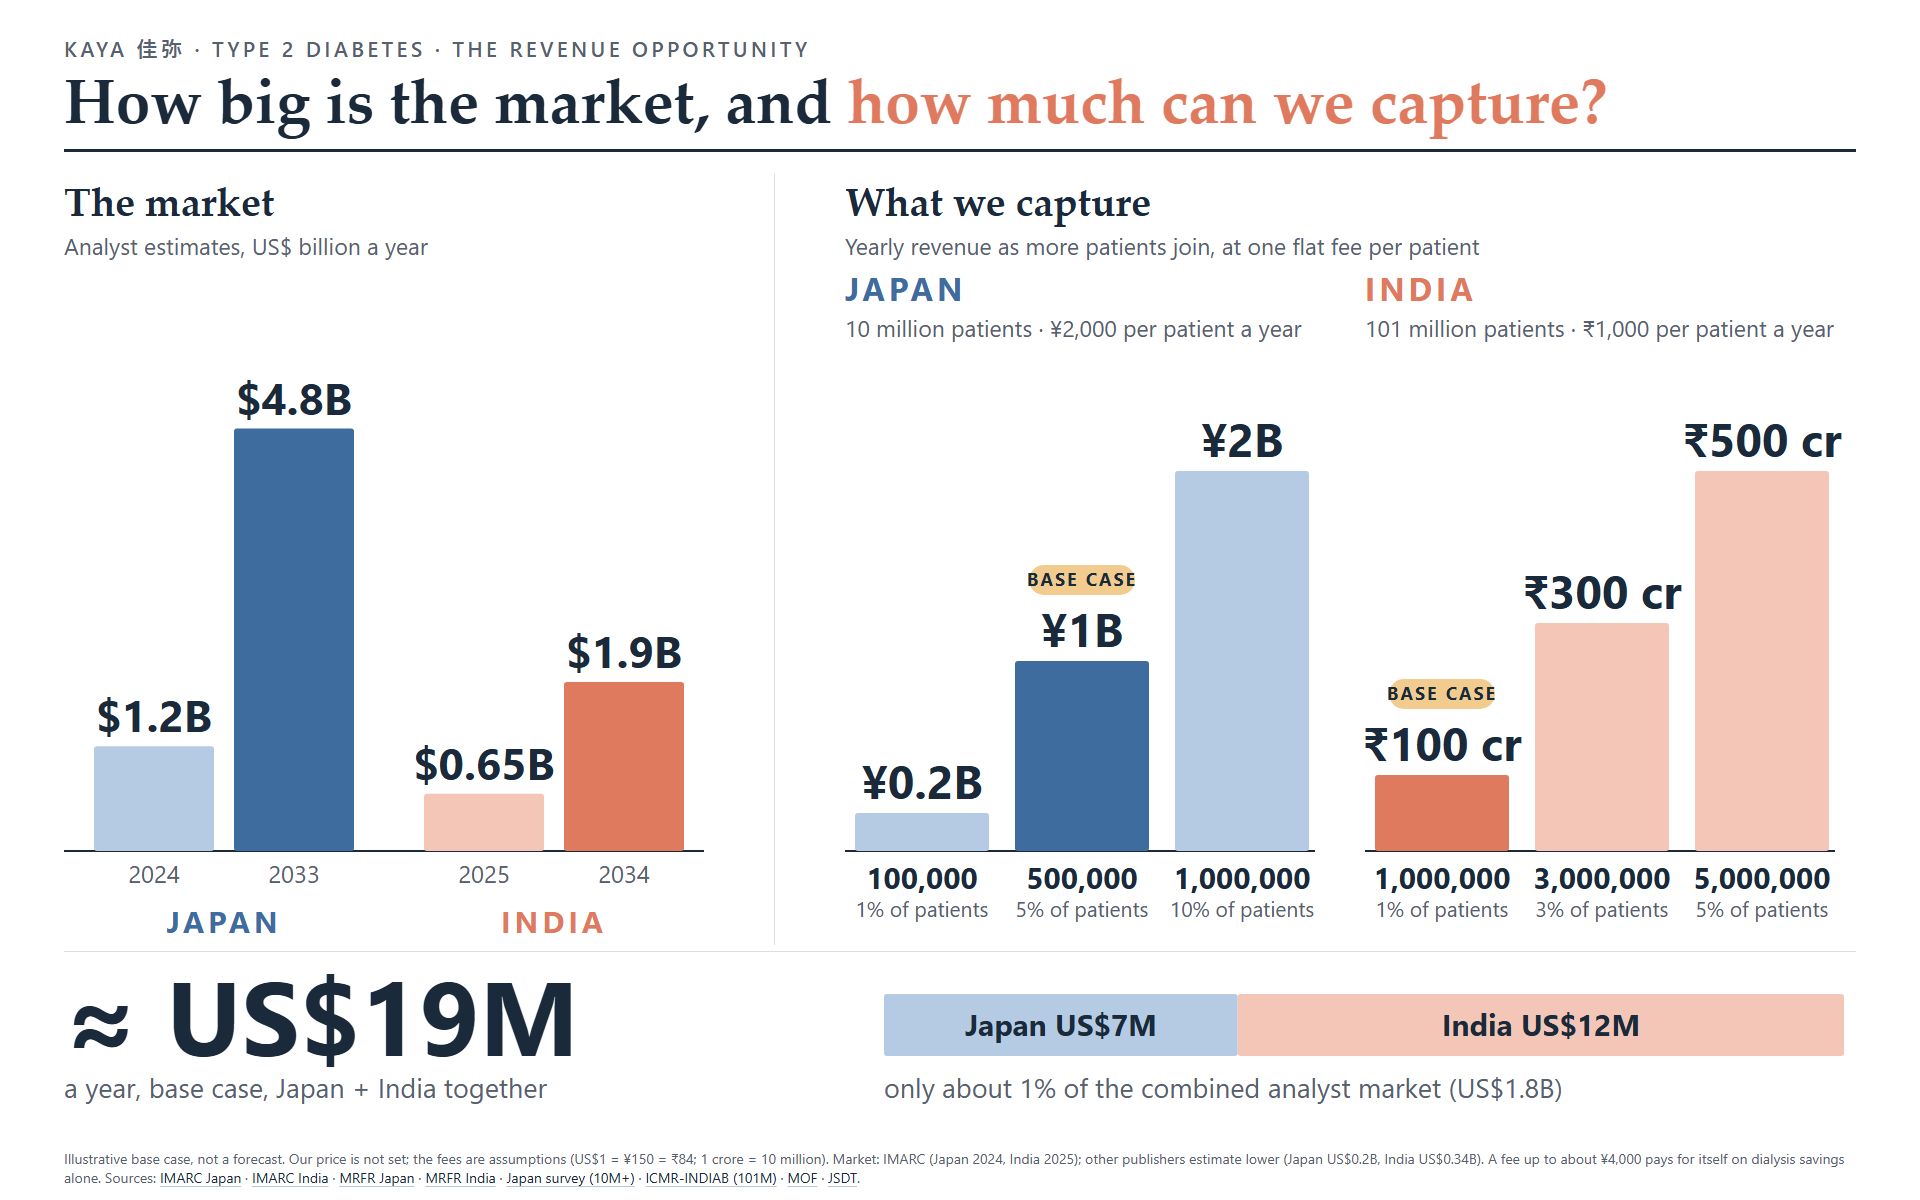 KAYA 佳弥 · TYPE 2 DIABETES · THE REVENUE OPPORTUNITY
How big is the market, and how much can we capture?
The market
Analyst estimates, US$ billion a year
$1.2B
$4.8B
$0.65B
$1.9B
2024
2033
2025
2034
JAPAN
INDIA
What we capture
Yearly revenue as more patients join, at one flat fee per patient
JAPAN
10 million patients · ¥2,000 per patient a year
¥0.2B
BASE CASE
¥1B
¥2B
100,000
500,000
1,000,000
1% of patients
5% of patients
10% of patients
INDIA
101 million patients · ₹1,000 per patient a year
BASE CASE
₹100 cr
₹300 cr
₹500 cr
1,000,000
3,000,000
5,000,000
1% of patients
3% of patients
5% of patients
≈ US$19M
a year, base case, Japan + India together
Japan US$7M
India US$12M
only about 1% of the combined analyst market (US$1.8B)
Illustrative base case, not a forecast. Our price is not set; the fees are assumptions (US$1 = ¥150 = ₹84; 1 crore = 10 million). Market: IMARC (Japan 2024, India 2025); other publishers estimate lower (Japan US$0.2B, India US$0.34B). A fee up to about ¥4,000 pays for itself on dialysis savings
alone. Sources: IMARC Japan · IMARC India · MRFR Japan · MRFR India · Japan survey (10M+) · ICMR-INDIAB (101M) · MOF · JSDT.